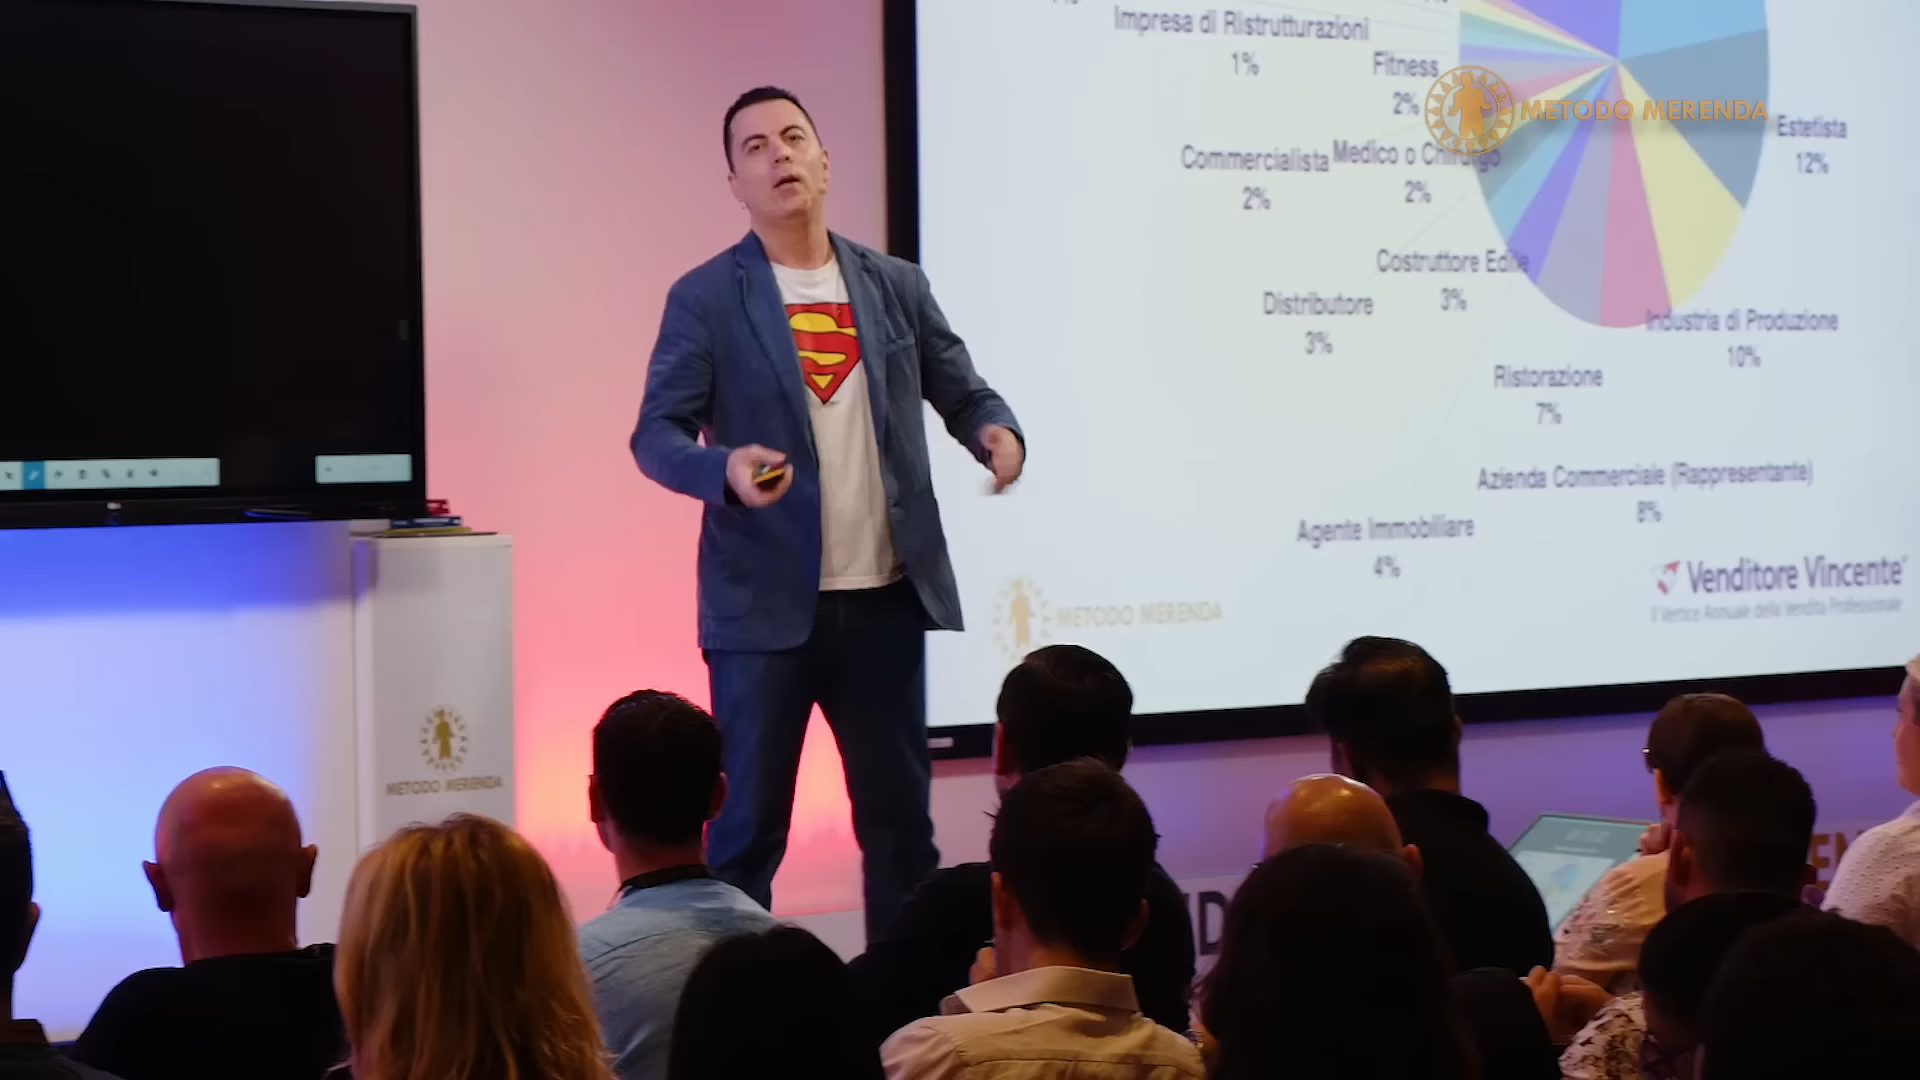 Impresa di Ristrutturazioni
1%
Fitness
2%
METODO MERENDA
Estetista
12%
Commercialista
2%
Medico o Chirurgo
2%
Costruttore Edile
3%
Distributore
3%
Industria di Produzione
10%
Ristorazione
7%
Azienda Commerciale (Rappresentante)
8%
Agente Immobiliare
4%
Venditore Vincente
Il Vertice Annuale della Vendita Professionale
METODO MERENDA
METODO MERENDA
S